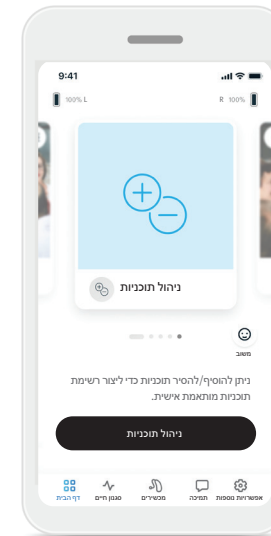 9:41
100% L
R 100%
ניהול תוכניות
משוב
ניתן להוסיף/להסיר תוכניות כדי ליצור רשימת
תוכניות מותאמת אישית.
ניהול תוכניות
אפשרויות נוספות
תמיכה
מכשירים
סגנון חיים
דף הבית